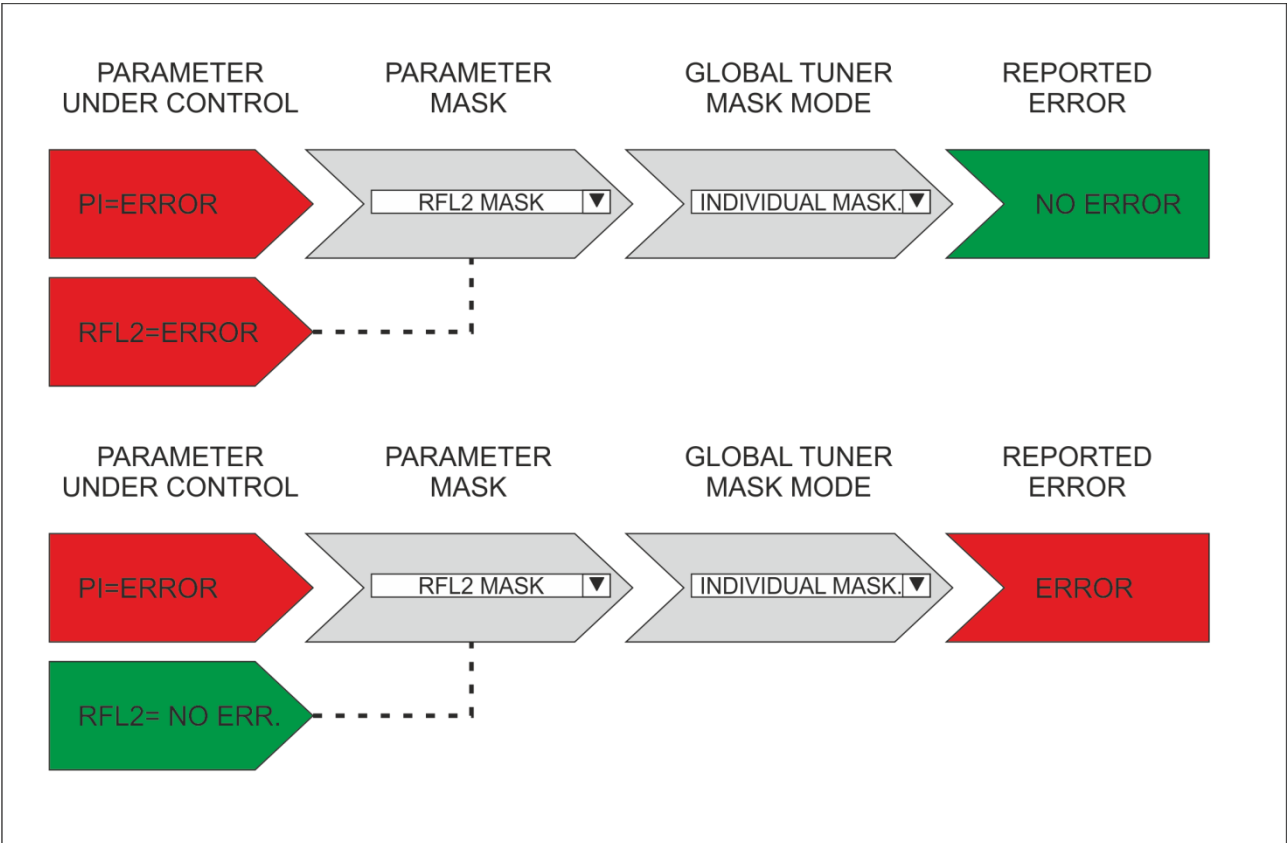 PARAMETER
UNDER CONTROL
PARAMETER
MASK
GLOBAL TUNER
MASK MODE
REPORTED
ERROR
PI=ERROR
RFL2 MASK
INDIVIDUAL MASK.
NO ERROR
RFL2=ERROR
PARAMETER
UNDER CONTROL
PARAMETER
MASK
GLOBAL TUNER
MASK MODE
REPORTED
ERROR
PI=ERROR
RFL2 MASK
INDIVIDUAL MASK.
ERROR
RFL2= NO ERR.